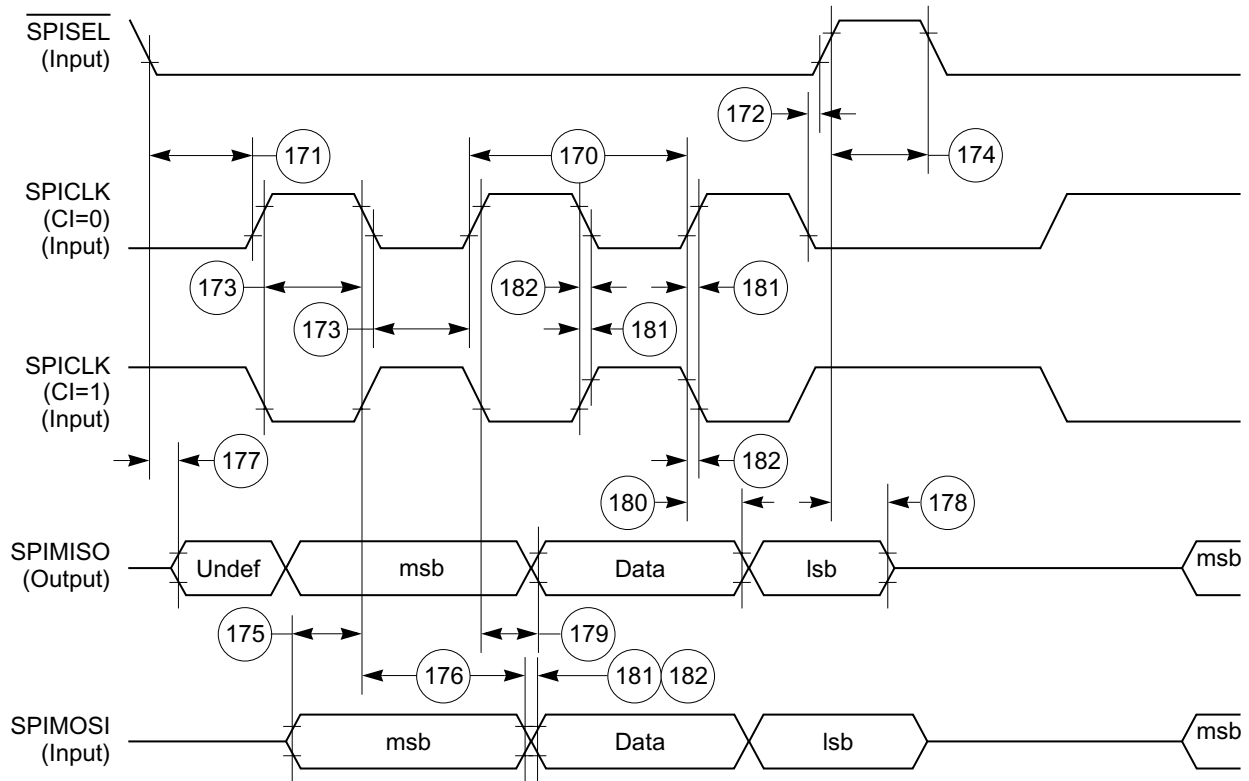 SPISEL
(Input)
172
171
170
174
SPICLK
(CI=0)
(Input)
173
182
181
173
181
SPICLK
(CI=1)
(Input)
177
182
180
178
SPIMISO
(Output)
Undef
msb
Data
lsb
msb
175
179
176
181
182
SPIMOSI
(Input)
msb
Data
lsb
msb